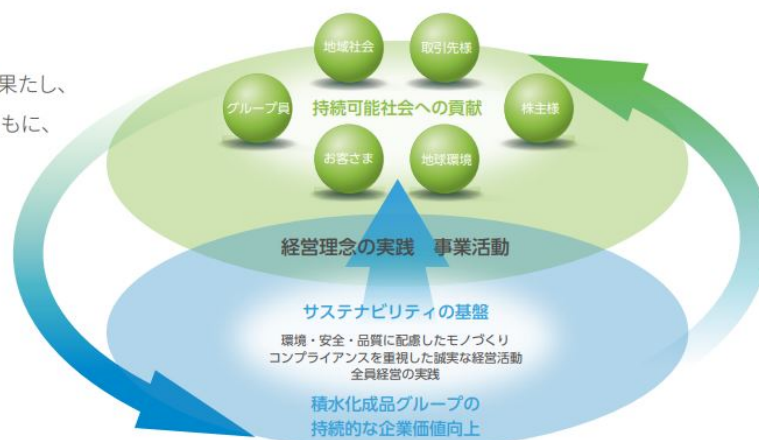 果たし、
もに、
地域社会
取引先様
グループ員
持続可能社会への貢献
株主様
お客さま
地球環境
経営理念の実践　事業活動
サステナビリティの基盤
環境・安全・品質に配慮したモノづくり
コンプライアンスを重視した誠実な経営活動
全員経営の実践
積水化成品グループの
持続的な企業価値向上